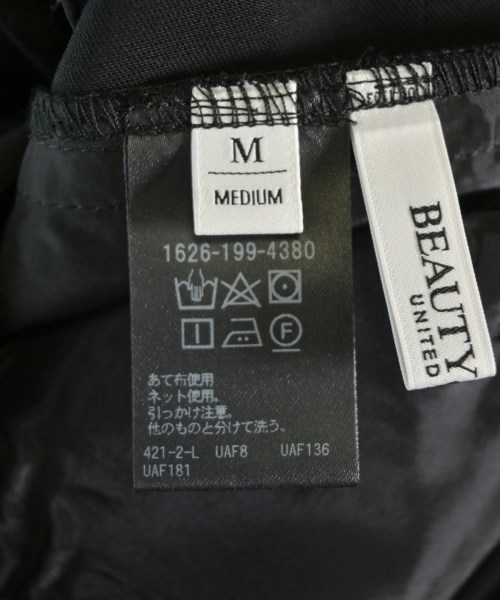 M
MEDIUM
1626-199-4380
F
あて布使用
ネット使用。
引っかけ注意。
他のものと分けて洗う。
421-2-L UAF8 UAF136
UAF181
BEAUTY
UNITED